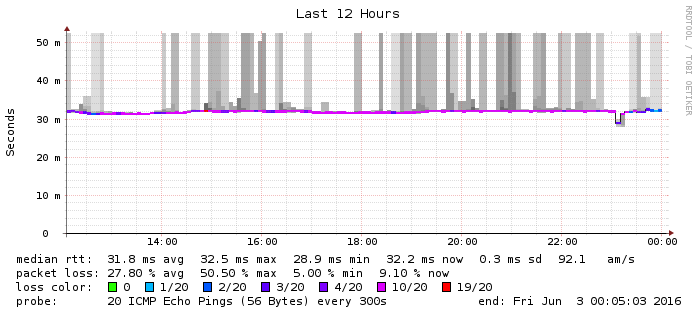 Last 12 Hours
RRDTOOL / TOBI OETIKER
Seconds
50 m
40 m
30 m
20 m
10 m
0
14:00 16:00 18:00 20:00 22:00 00:00
median rtt: 31.8 ms avg 32.5 ms max 28.9 ms min 32.2 ms now 0.3 ms sd 92.1 am/s
packet loss: 27.80 % avg 50.50 % max 5.00 % min 9.10 % now
loss color: 0 1/20 2/20 3/20 4/20 10/20 19/20
probe: 20 ICMP Echo Pings (56 Bytes) every 300s end: Fri Jun 3 00:05:03 2016